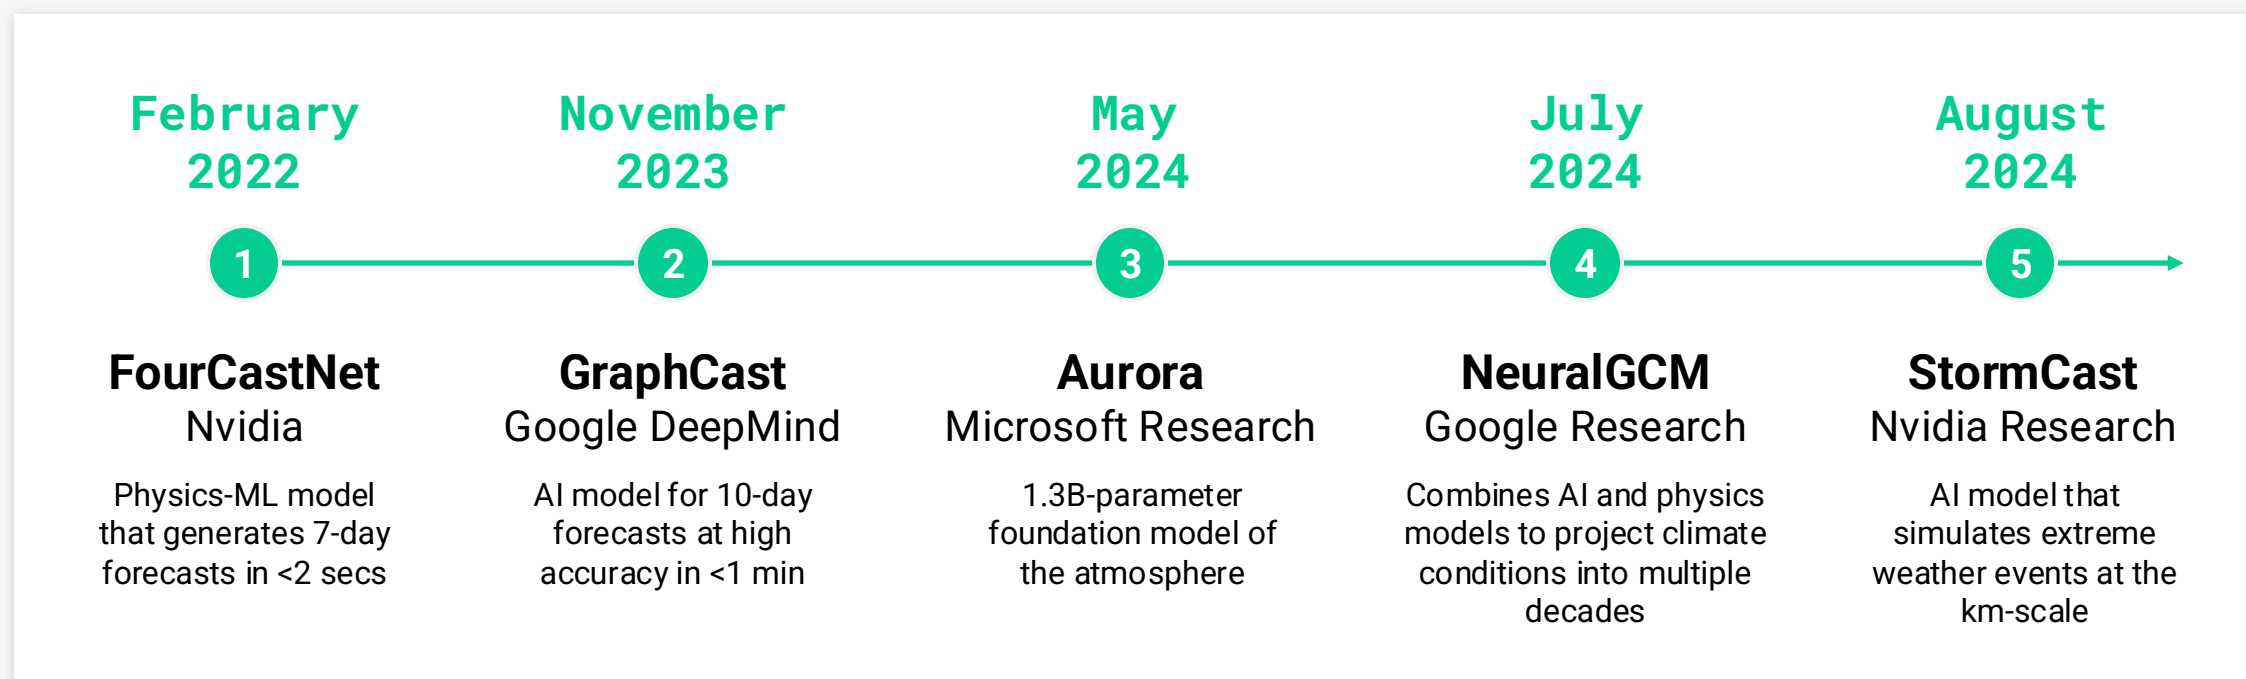 February
2022
November
2023
May
2024
July
2024
August
2024
1
2
3
4
5
FourCastNet
Nvidia
Physics-ML model
that generates 7-day
forecasts in <2 secs
GraphCast
Google DeepMind
AI model for 10-day
forecasts at high
accuracy in <1 min
Aurora
Microsoft Research
1.3B-parameter
foundation model of
the atmosphere
NeuralGCM
Google Research
Combines AI and physics
models to project climate
conditions into multiple
decades
StormCast
Nvidia Research
AI model that
simulates extreme
weather events at the
km-scale